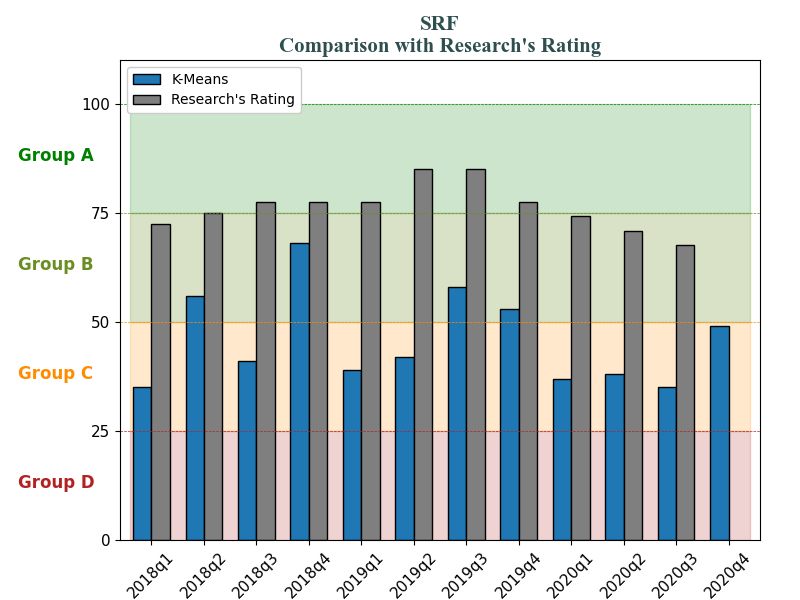 SRF
Comparison with Research's Rating
K-Means
Research's Rating
100
Group A
75
Group B
50
Group C
25
Group D
0
2018q1
2018q2
2018q3
2018q4
2019q1
2019q2
2019q3
2019q4
2020q1
2020q2
2020q3
2020q4